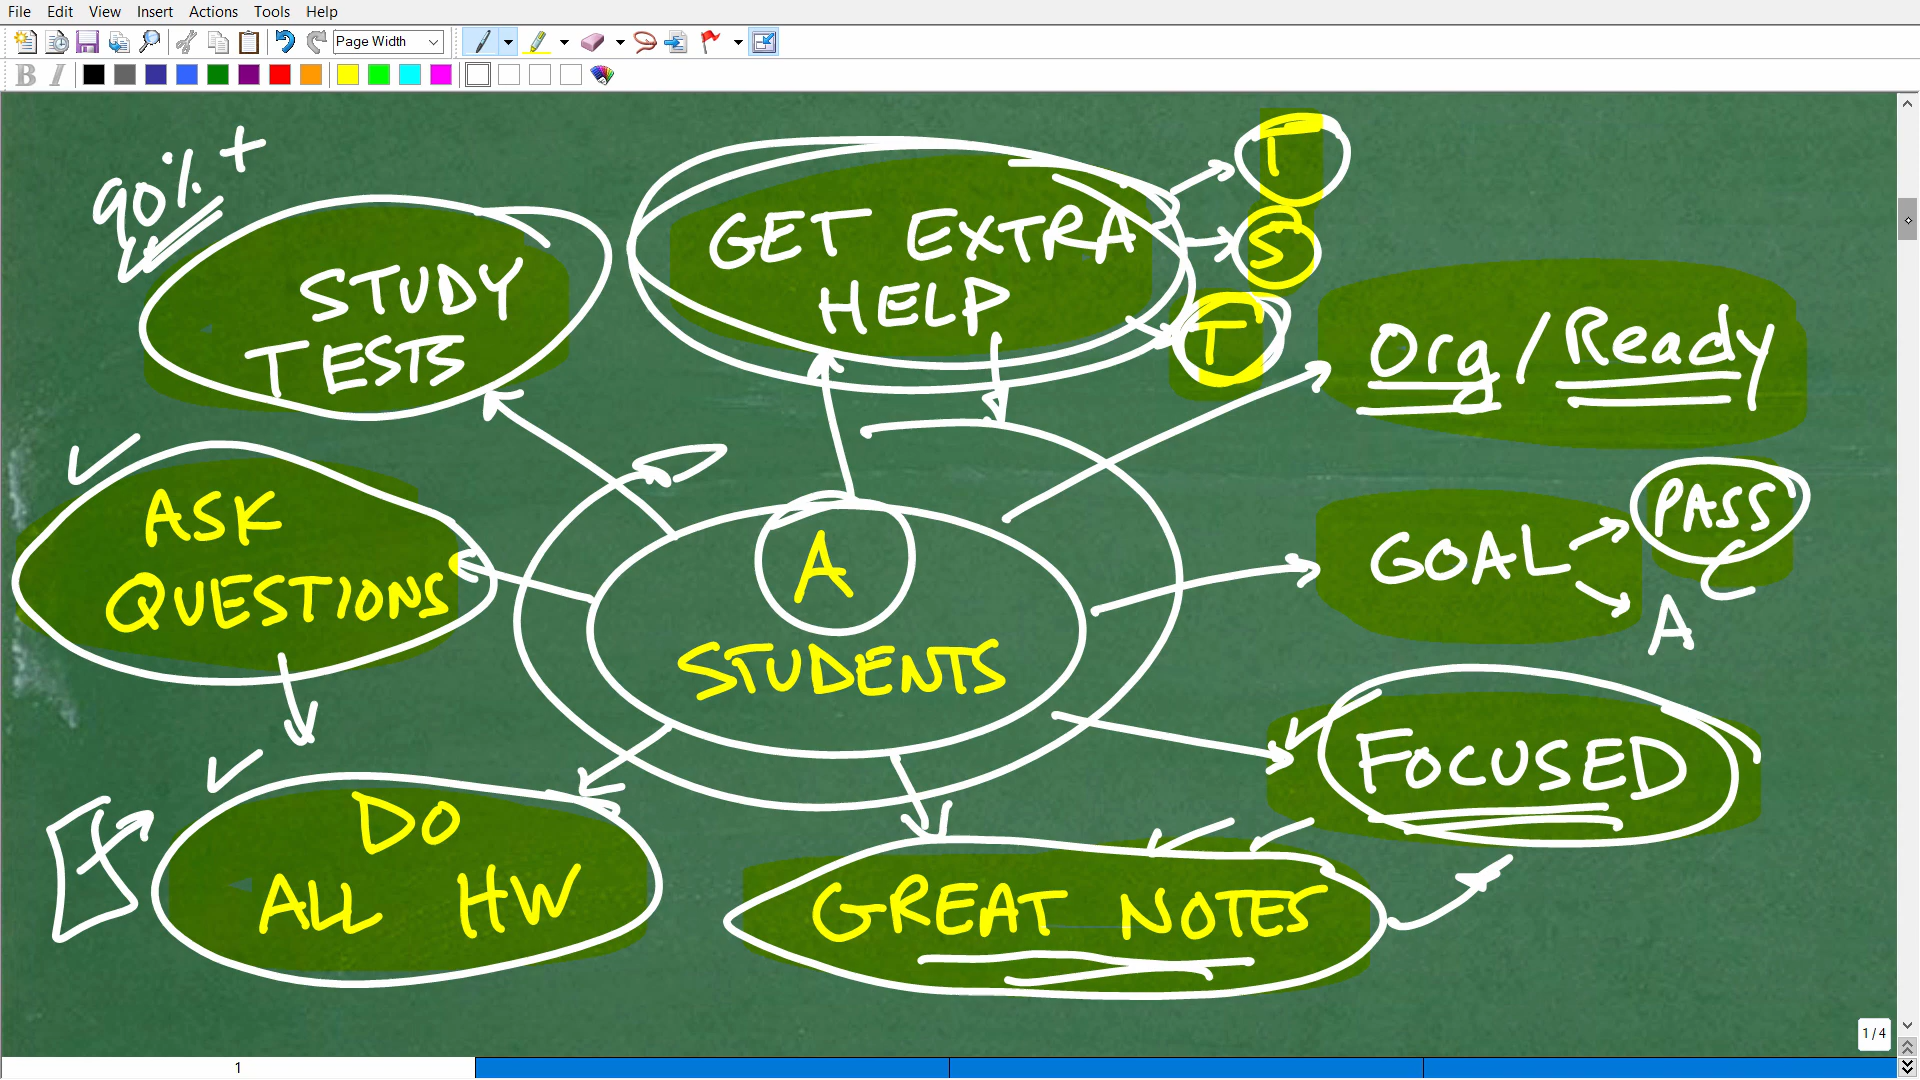 File Edit View Insert Actions Tools Help
Page Width
B I
90% +
STUDY
TESTS
GET EXTRA
HELP
T
S
T
Org / Ready
ASK
QUESTIONS
A
STUDENTS
GOAL
PASS
C
A
FOCUSED
DO
ALL HW
GREAT NOTES
1 / 4
1